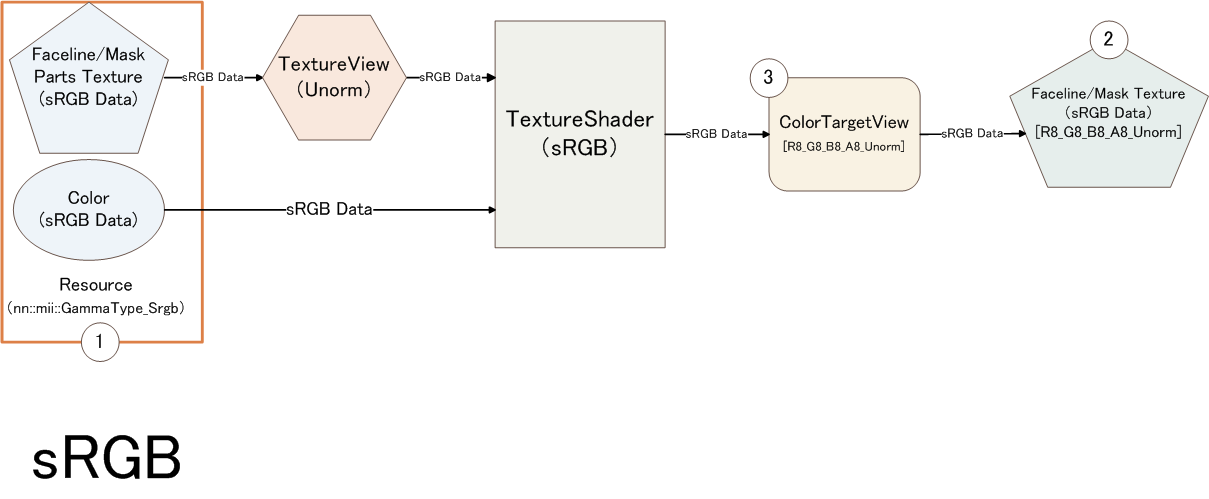 Faceline/Mask
Parts Texture
(sRGB Data)
sRGB Data
TextureView
(Unorm)
sRGB Data
TextureShader
(sRGB)
sRGB Data
3
ColorTargetView
[R8_G8_B8_A8_Unorm]
sRGB Data
2
Faceline/Mask Texture
(sRGB Data)
[R8_G8_B8_A8_Unorm]
Color
(sRGB Data)
sRGB Data
Resource
(nn::mii::GammaType_Srgb)
1
sRGB